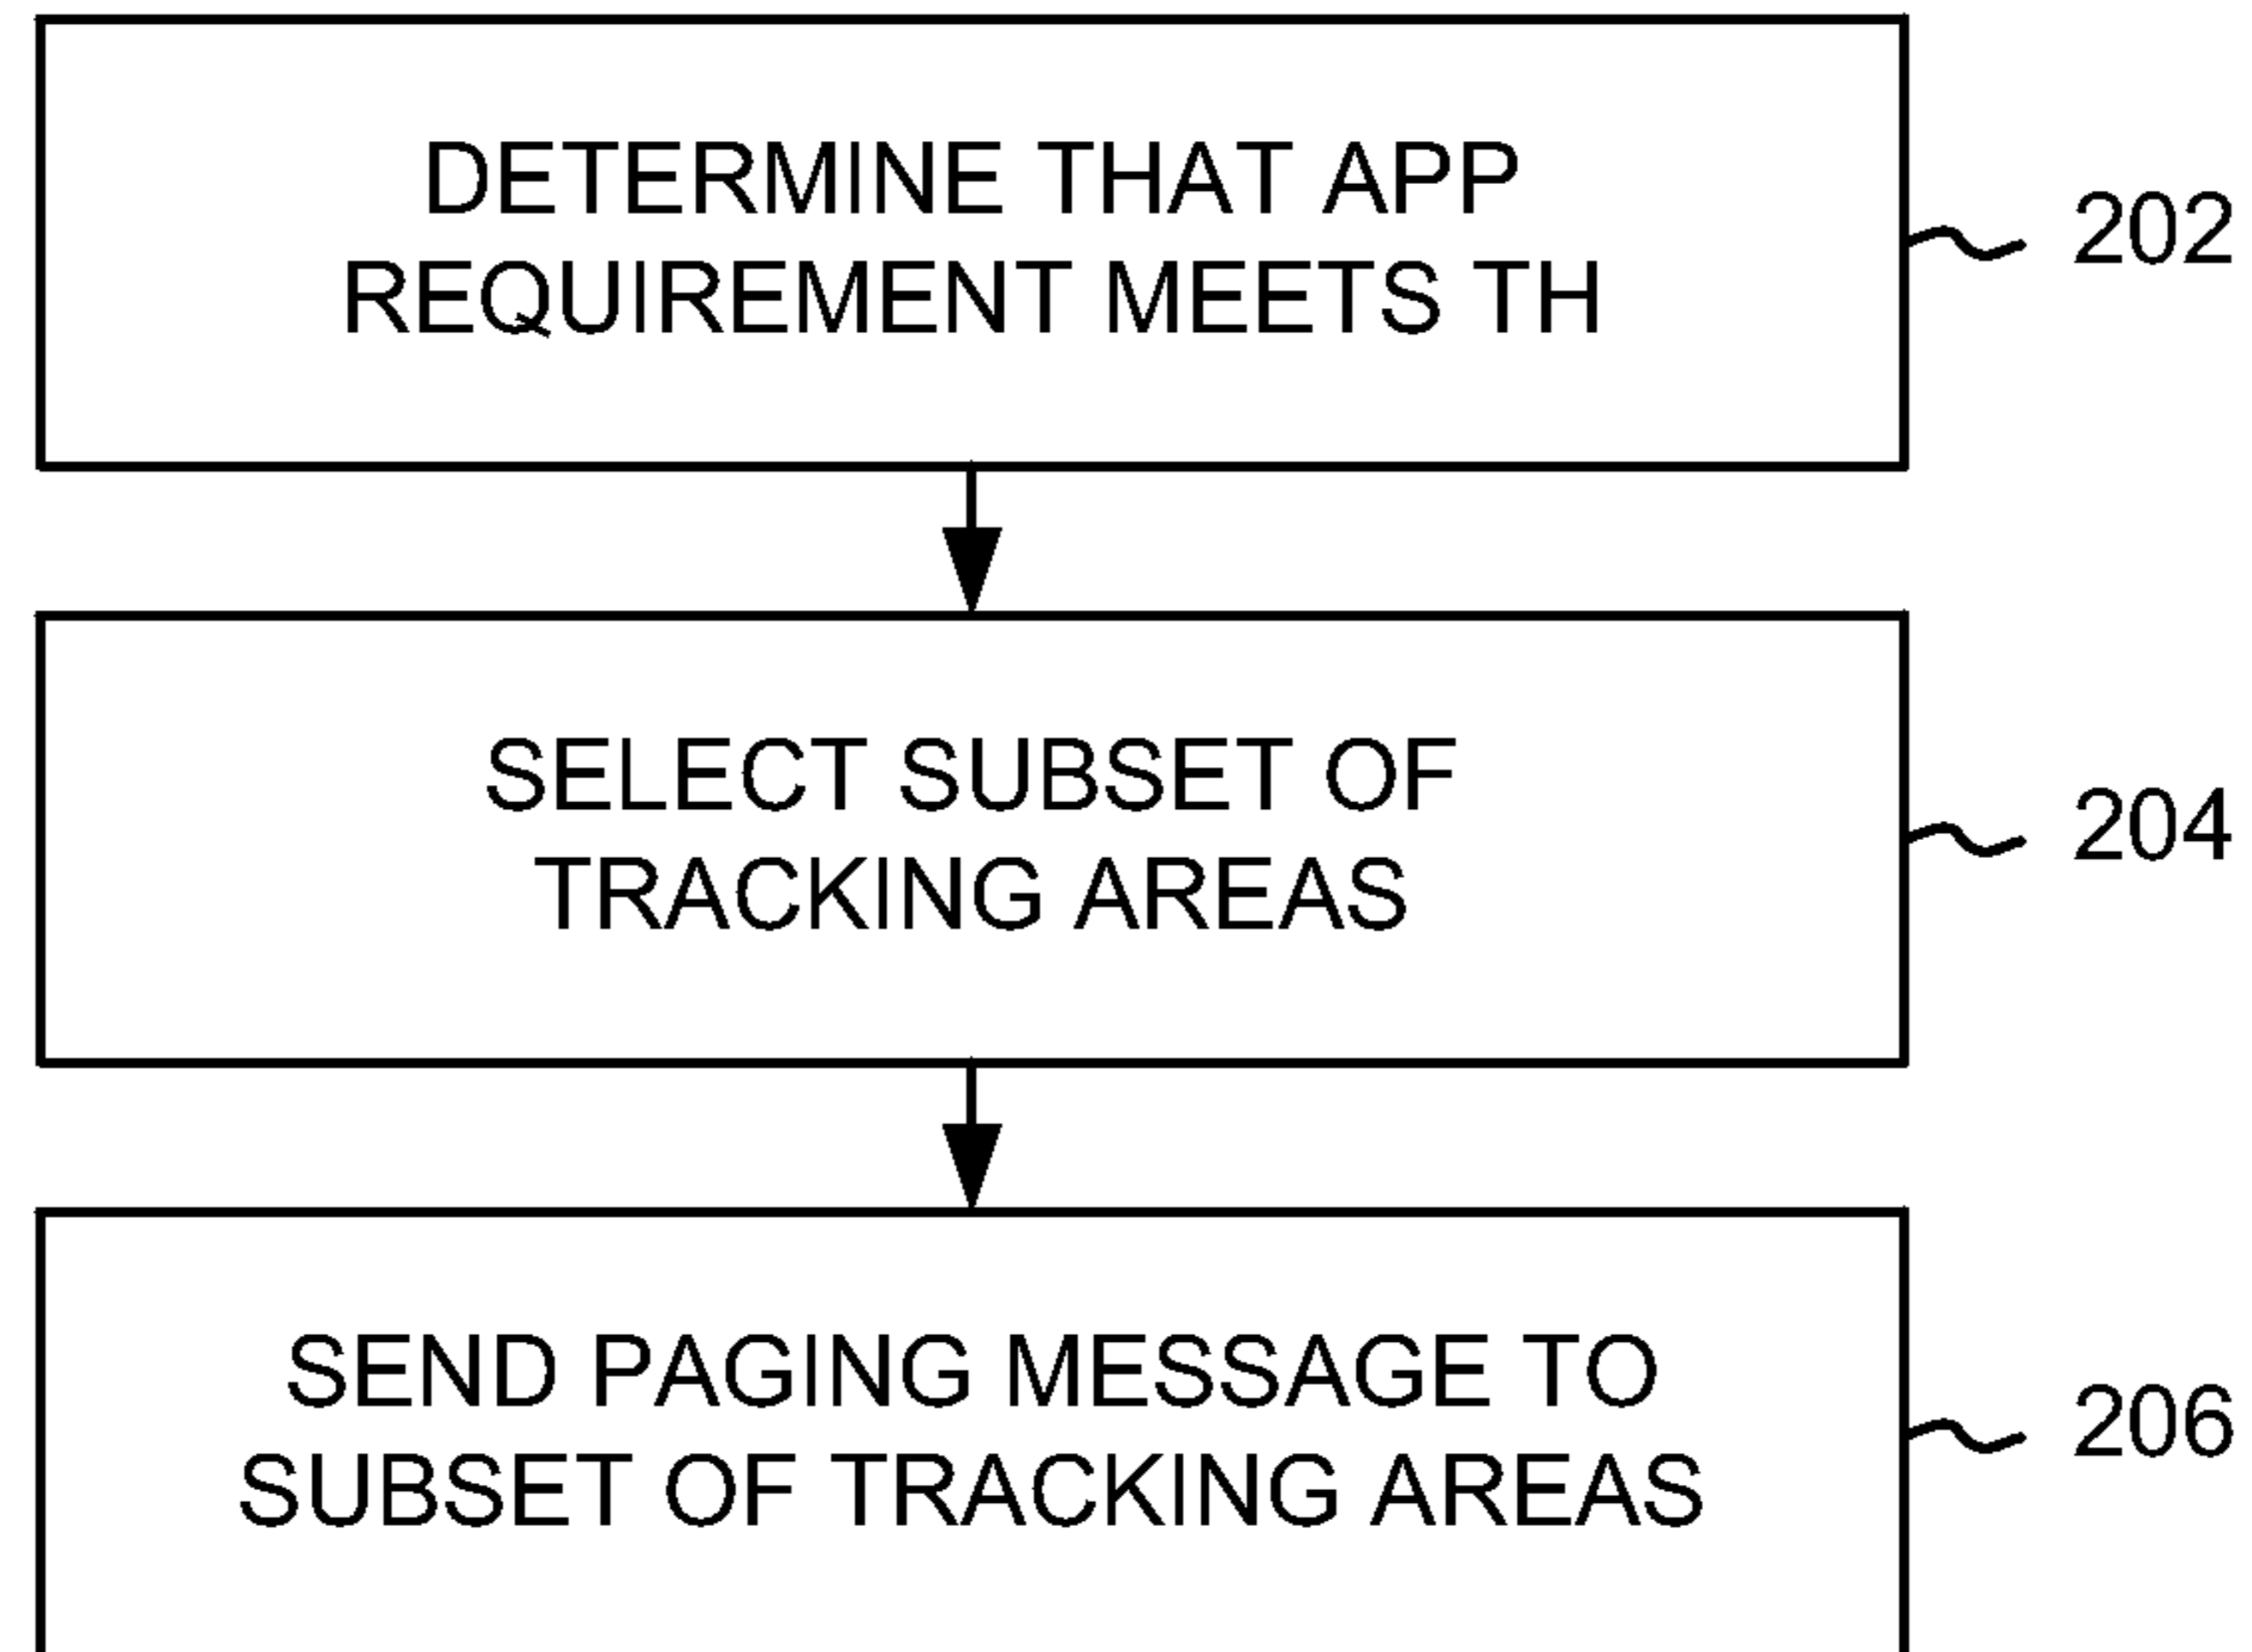 DETERMINE THAT APP
REQUIREMENT MEETS TH
202
SELECT SUBSET OF
TRACKING AREAS
204
SEND PAGING MESSAGE TO
SUBSET OF TRACKING AREAS
206